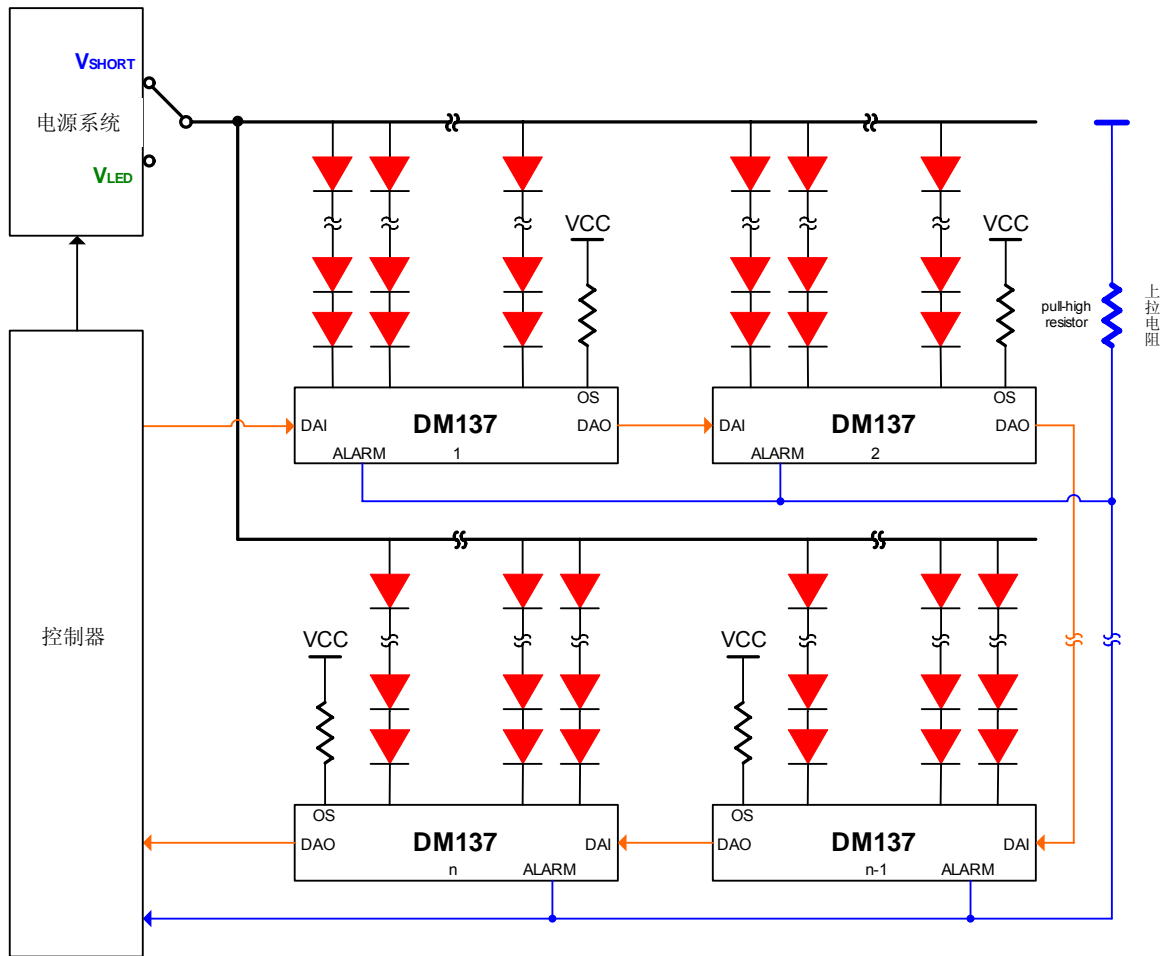 VSHORT
电源系统
VLED
VCC
VCC
pull-high
resistor
上拉电阻
OS
OS
DAI
DM137
DAO
DAI
DM137
DAO
ALARM
1
ALARM
2
控制器
VCC
VCC
OS
OS
DAO
DM137
DAI
DAO
DM137
DAI
n
ALARM
n-1
ALARM